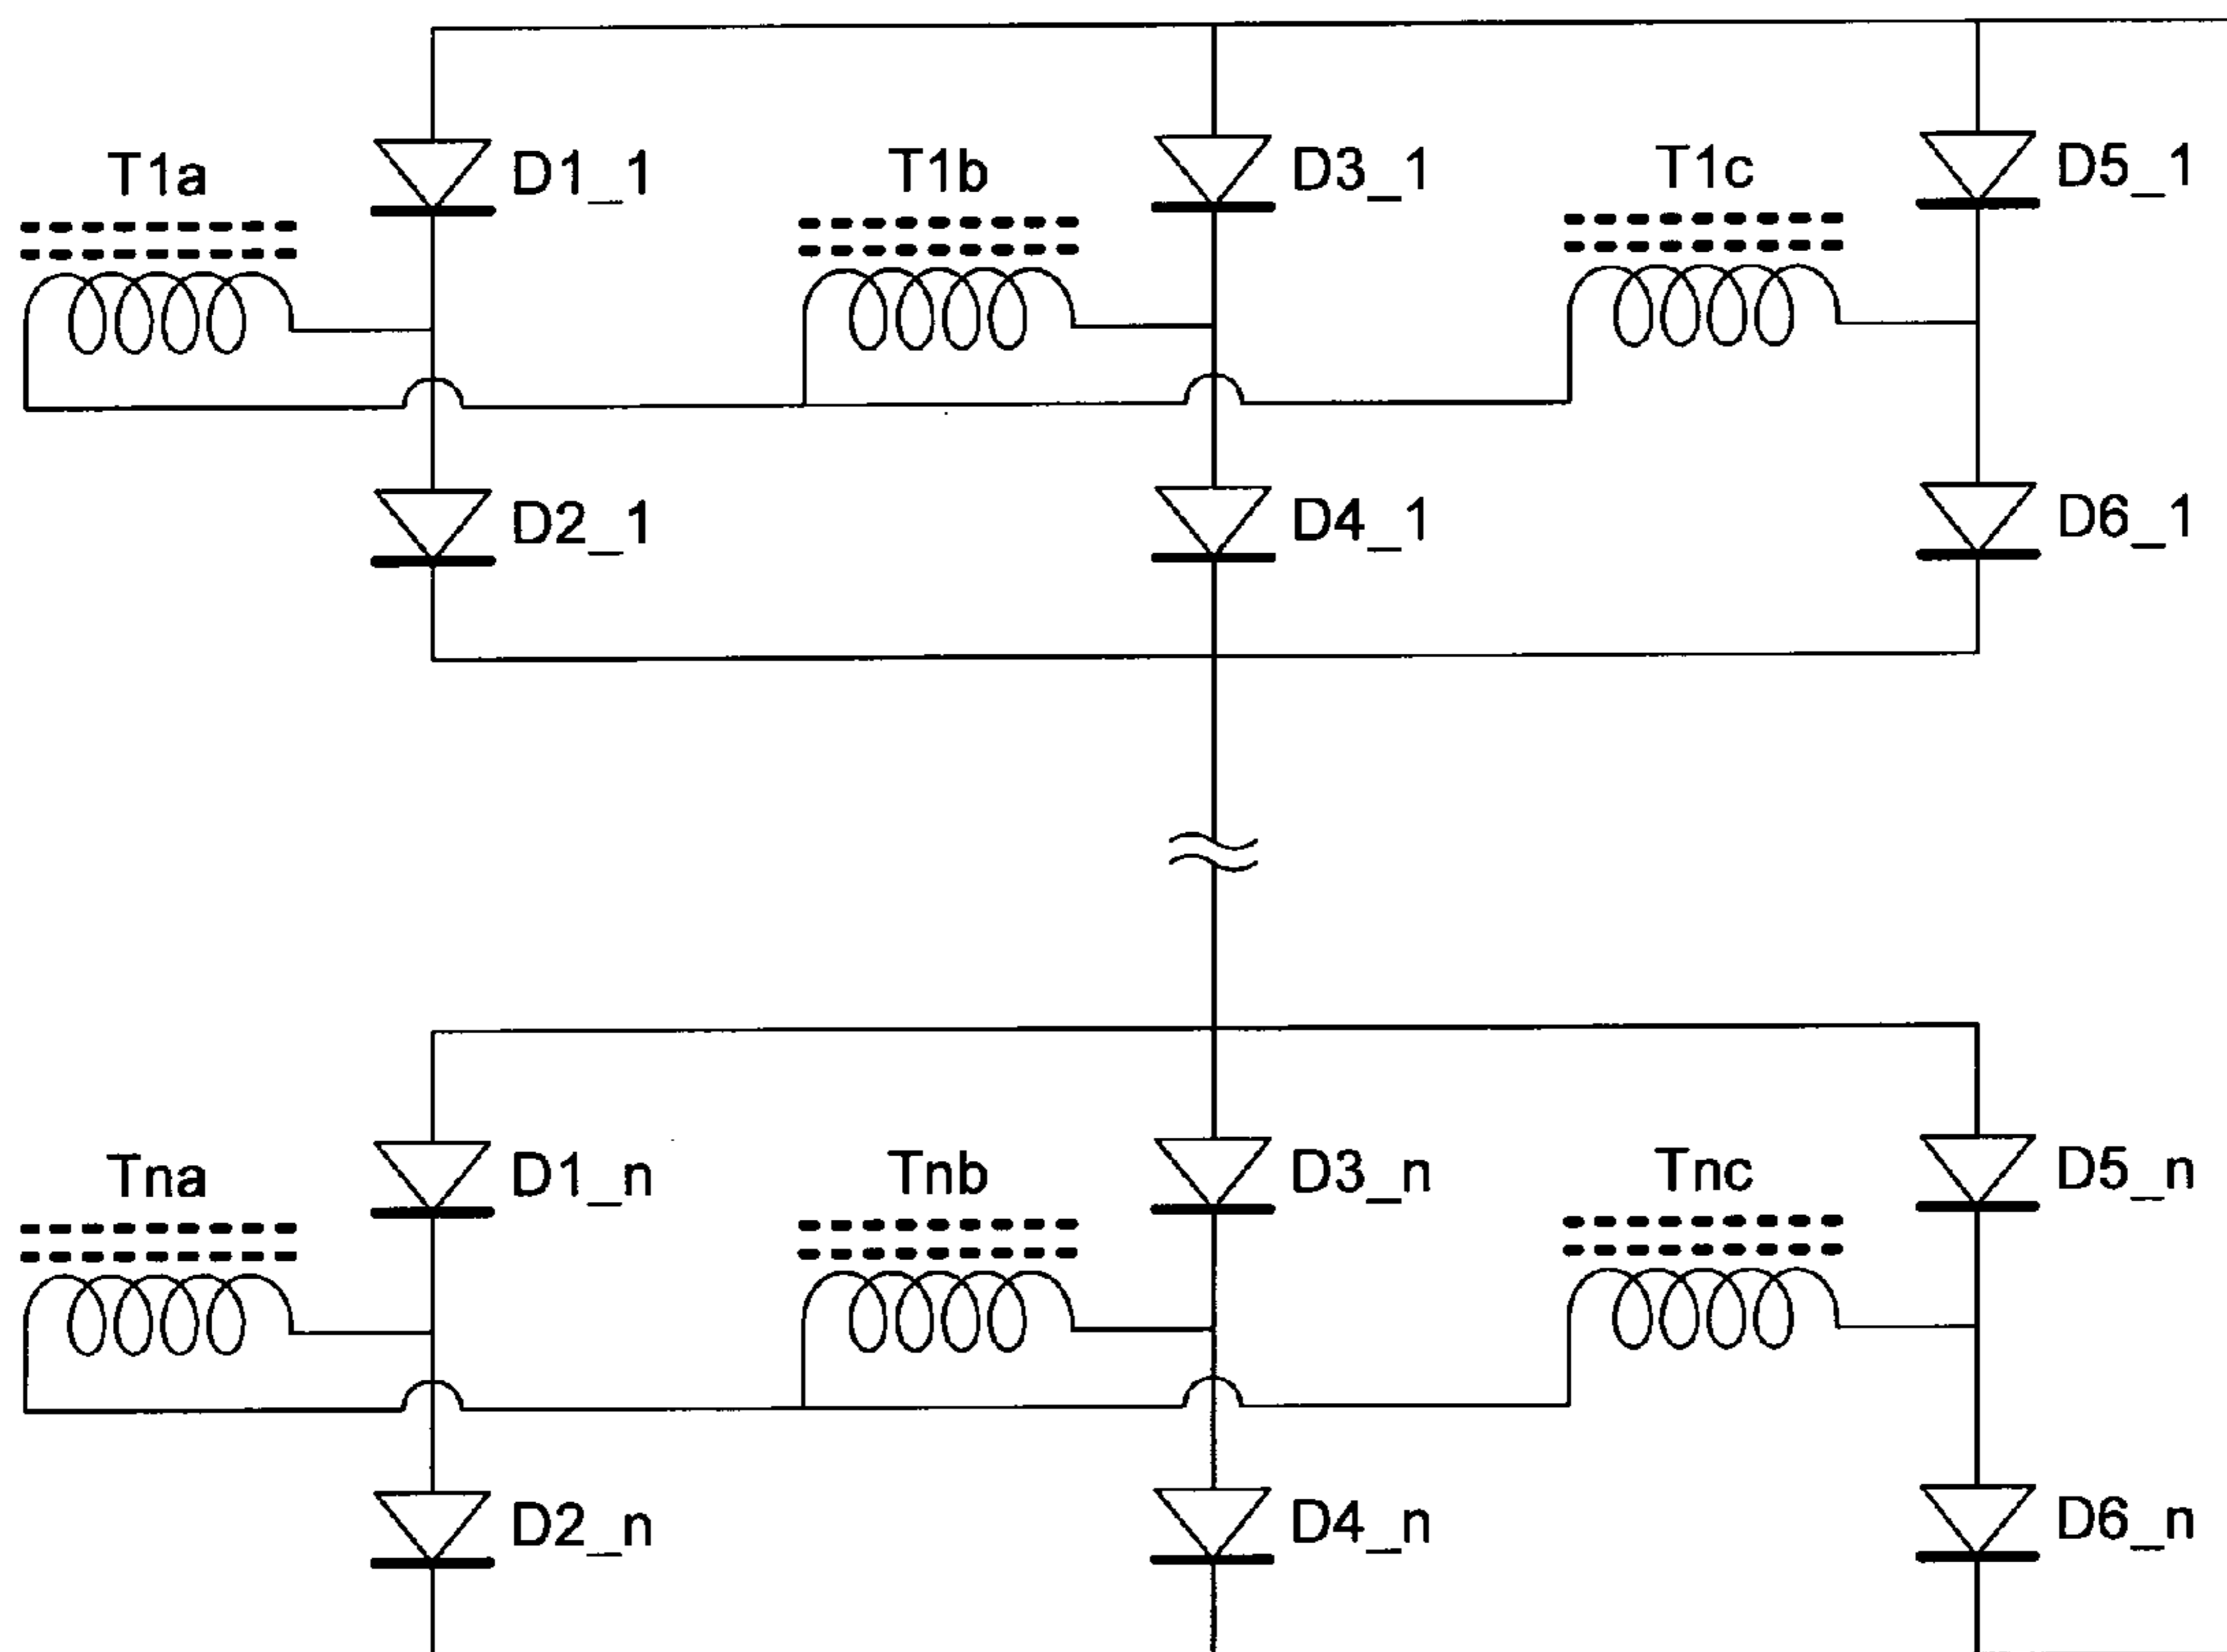 T1a D1_1 T1b D3_1 T1c D5_1
D2_1 D4_1 D6_1
Tna D1_n Tnb D3_n Tnc D5_n
D2_n D4_n D6_n